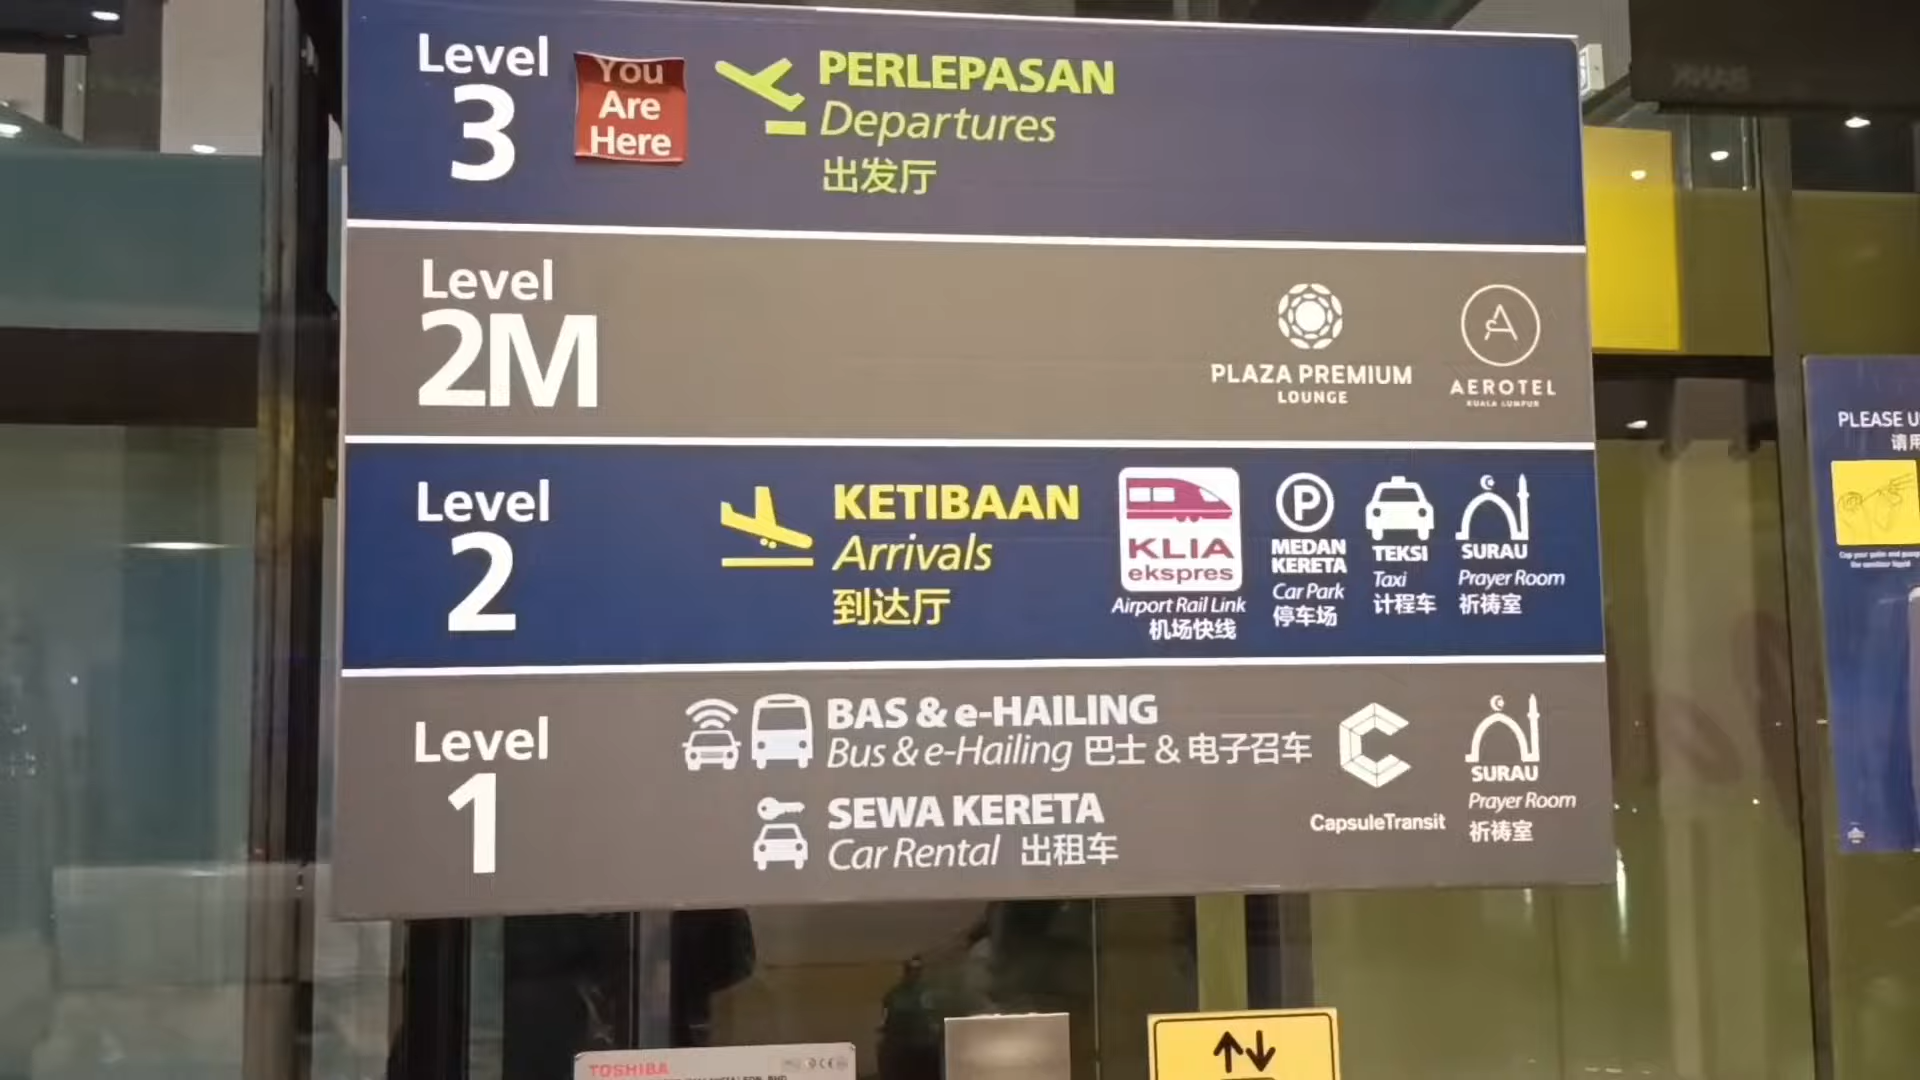 Level
3
You
Are
Here
PERLEPASAN
Departures
出发厅
Level
2M
PLAZA PREMIUM
LOUNGE
AEROTEL
KUALA LUMPUR
Level
2
KETIBAAN
Arrivals
到达厅
KLIA
ekspres
Airport Rail Link
机场快线
P
MEDAN
KERETA
Car Park
停车场
TEKSI
Taxi
计程车
SURAU
Prayer Room
祈祷室
Level
1
BAS & e-HAILING
Bus & e-Hailing 巴士 & 电子召车
SEWA KERETA
Car Rental 出租车
CapsuleTransit
SURAU
Prayer Room
祈祷室
PLEASE
请用
TOSHIBA